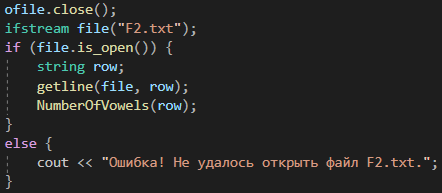 ofile.close();
ifstream file("F2.txt");
if (file.is_open()) {
    string row;
    getline(file, row);
    NumberOfVowels(row);
}
else {
    cout << "Ошибка! Не удалось открыть файл F2.txt.";
}